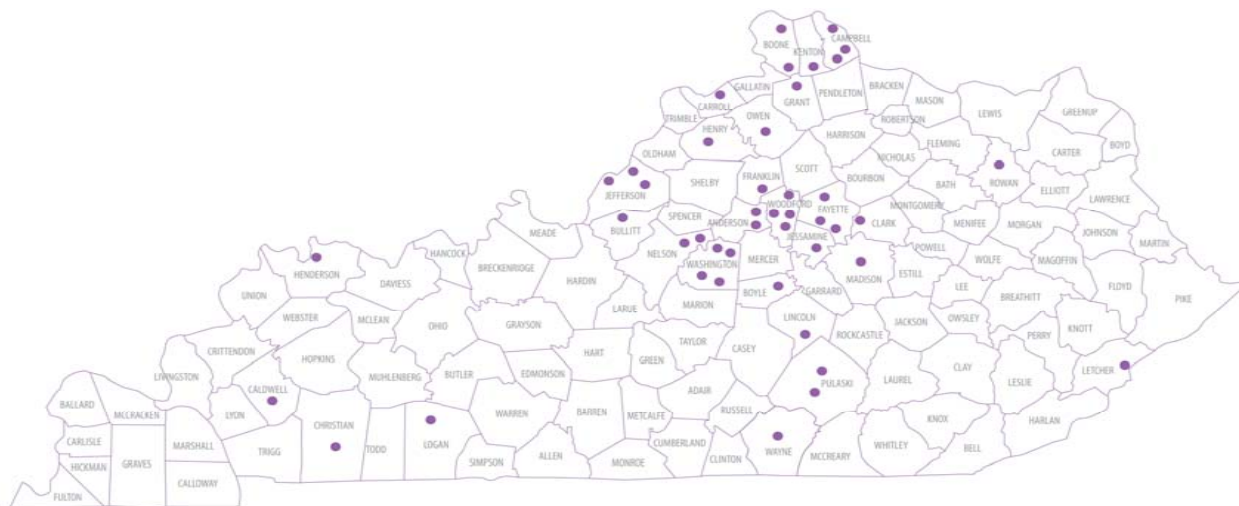 BOONE
KENTON
CAMPBELL
GALLATIN
CARROLL
GRANT
PENDLETON
BRACKEN
MASON
LEWIS
GREENUP
TRIMBLE
OWEN
ROBERTSON
HENRY
HARRISON
FLEMING
CARTER
BOYD
OLDHAM
NICHOLAS
SHELBY
FRANKLIN
SCOTT
BOURBON
BATH
ROWAN
ELLIOTT
LAWRENCE
JEFFERSON
WOODFORD
FAYETTE
MONTGOMERY
SPENCER
ANDERSON
CLARK
MENIFEE
MORGAN
JOHNSON
BULLITT
MEADE
JESSAMINE
MARTIN
HANCOCK
NELSON
WASHINGTON
MERCER
POWELL
WOLFE
MAGOFFIN
HENDERSON
DAVIESS
BRECKENRIDGE
HARDIN
MADISON
ESTILL
LEE
FLOYD
PIKE
UNION
LARUE
MARION
BOYLE
GARRARD
BREATHITT
WEBSTER
MCLEAN
OHIO
GRAYSON
LINCOLN
ROCKCASTLE
JACKSON
OWSLEY
PERRY
KNOTT
CRITTENDON
HOPKINS
HART
GREEN
TAYLOR
CASEY
LIVINGSTON
CALDWELL
MUHLENBERG
BUTLER
EDMONSON
ADAIR
PULASKI
LAUREL
CLAY
LESLIE
LETCHER
BALLARD
MCCRACKEN
LYON
CHRISTIAN
WARREN
BARREN
METCALFE
RUSSELL
KNOX
HARLAN
CARLISLE
MARSHALL
TRIGG
TODD
LOGAN
CUMBERLAND
WAYNE
WHITLEY
BELL
HICKMAN
GRAVES
SIMPSON
ALLEN
MONROE
CLINTON
MCCREARY
CALLOWAY
FULTON